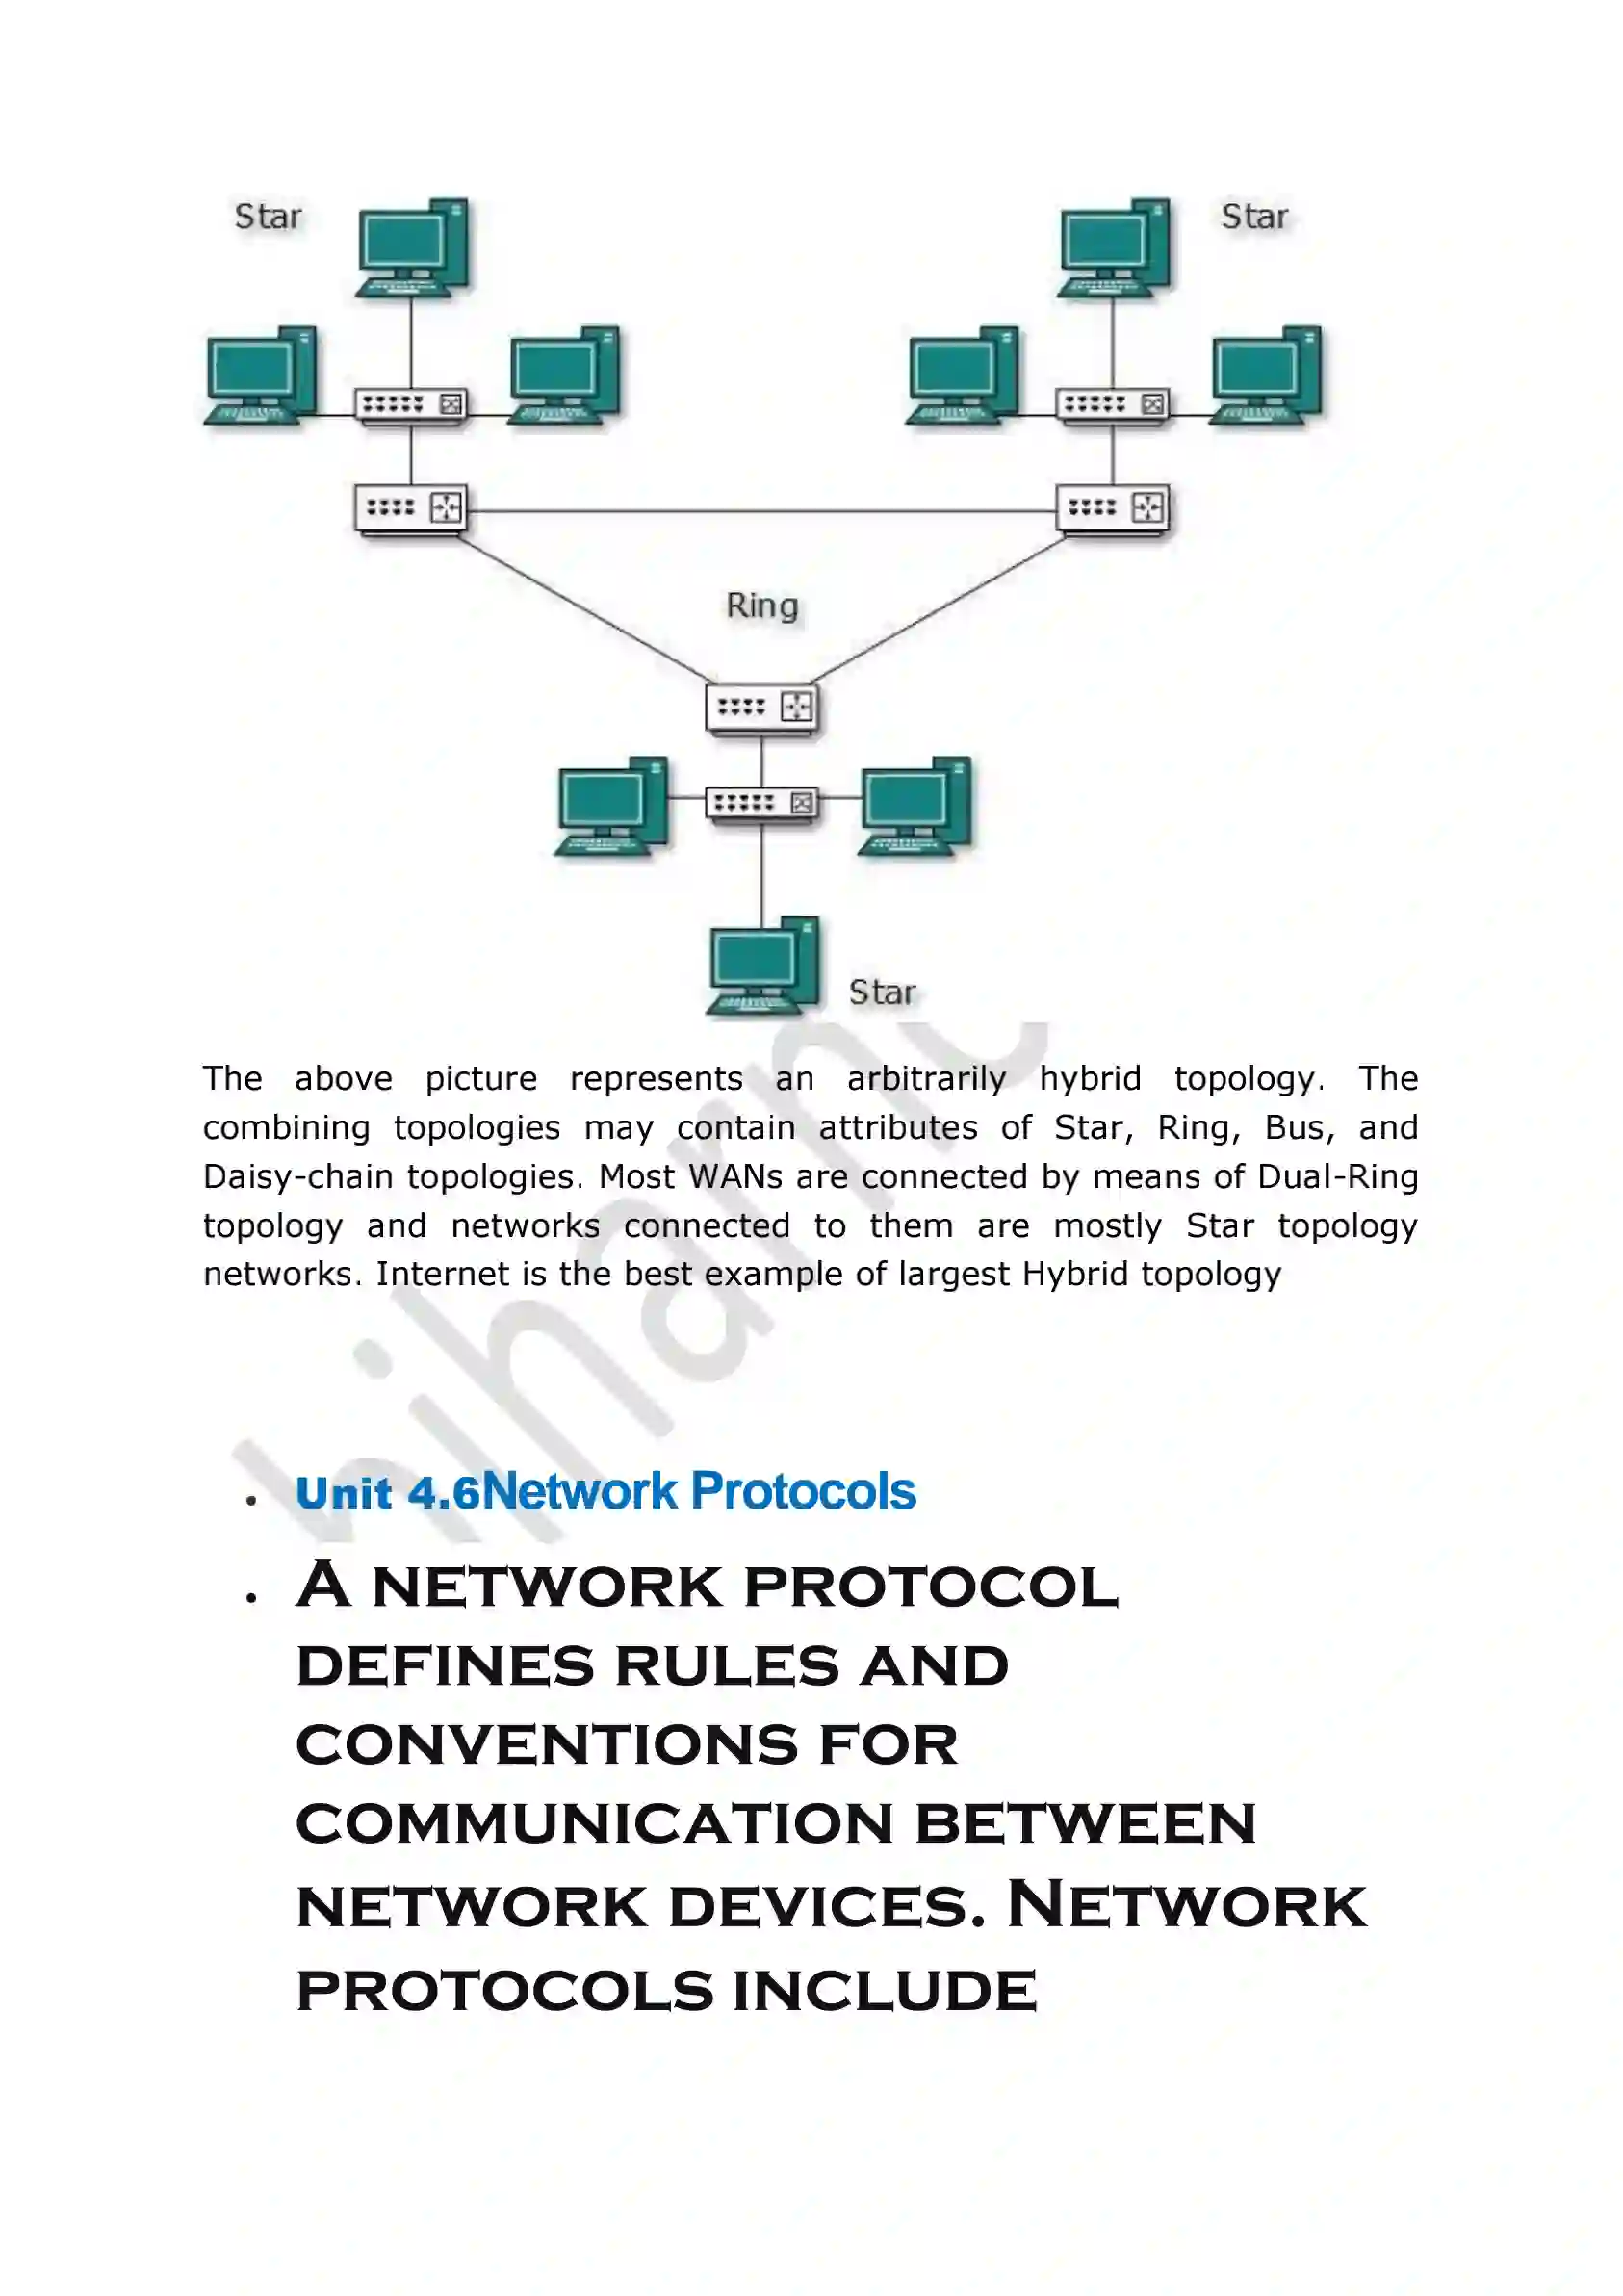 Star
Star
Ring
Star
The above picture represents an arbitrarily hybrid topology. The
combining topologies may contain attributes of Star, Ring, Bus, and
Daisy-chain topologies. Most WANs are connected by means of Dual-Ring
topology and networks connected to them are mostly Star topology
networks. Internet is the best example of largest Hybrid topology
• Unit 4.6Network Protocols
• A NETWORK PROTOCOL
DEFINES RULES AND
CONVENTIONS FOR
COMMUNICATION BETWEEN
NETWORK DEVICES. NETWORK
PROTOCOLS INCLUDE